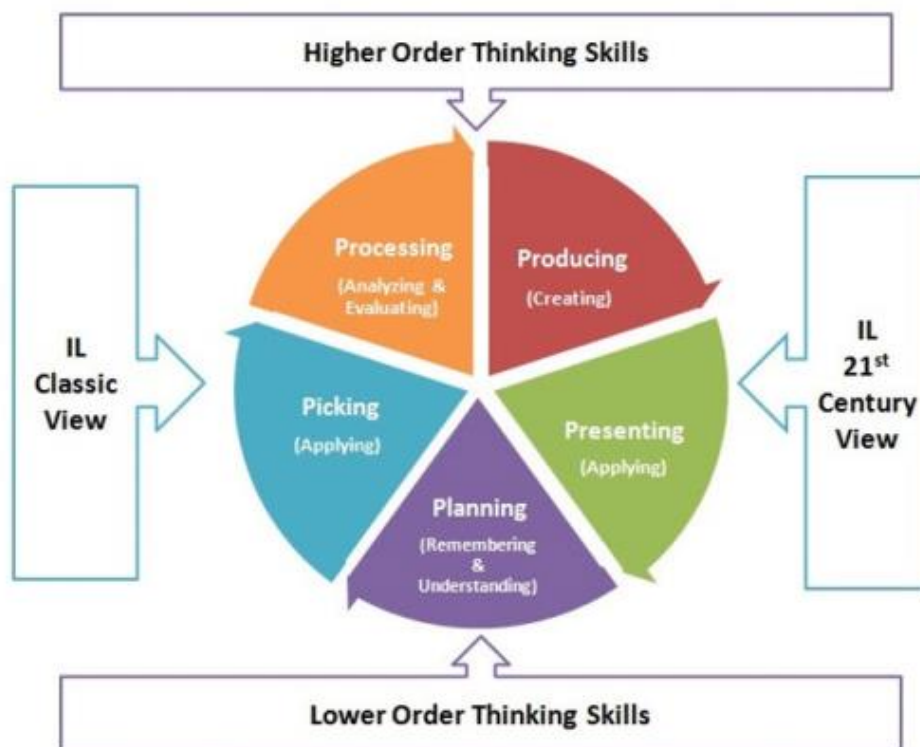 Higher Order Thinking Skills
Processing
(Analyzing &
Evaluating)
Producing
(Creating)
IL
Classic
View
Picking
(Applying)
Presenting
(Applying)
IL
21st
Century
View
Planning
(Remembering
&
Understanding)
Lower Order Thinking Skills